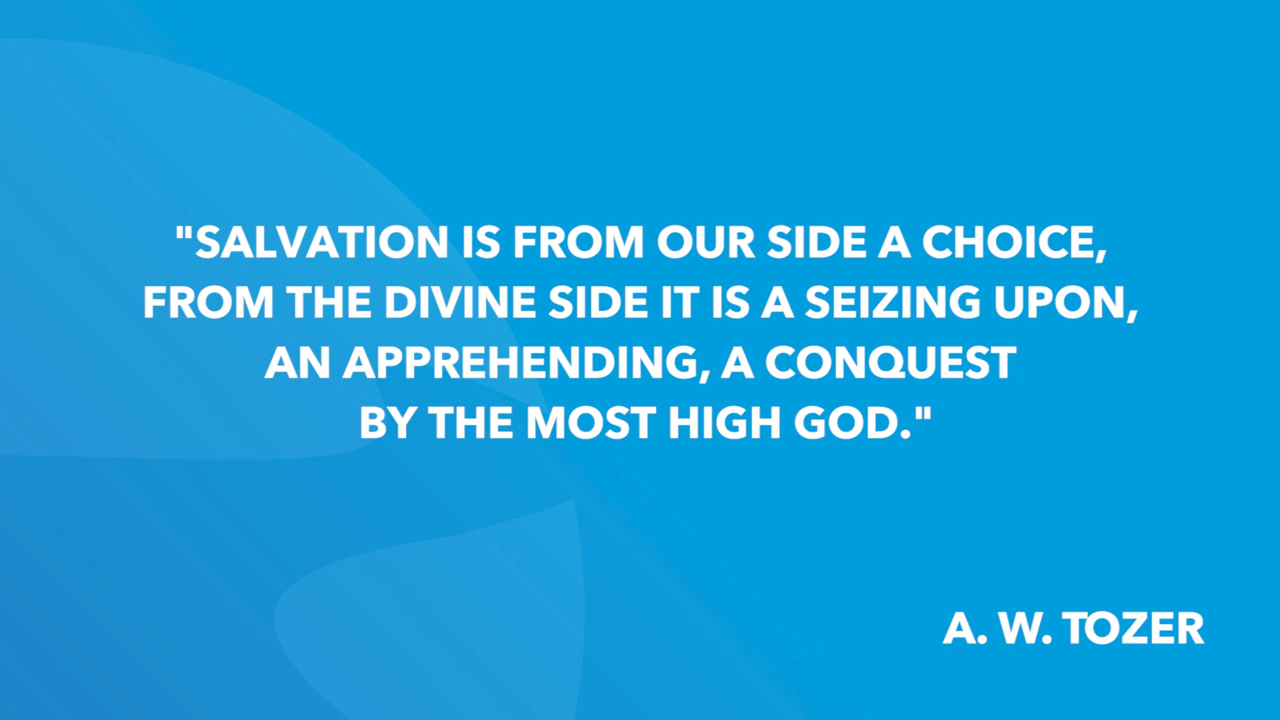 "SALVATION IS FROM OUR SIDE A CHOICE,
FROM THE DIVINE SIDE IT IS A SEIZING UPON,
AN APPREHENDING, A CONQUEST
BY THE MOST HIGH GOD."
A. W. TOZER